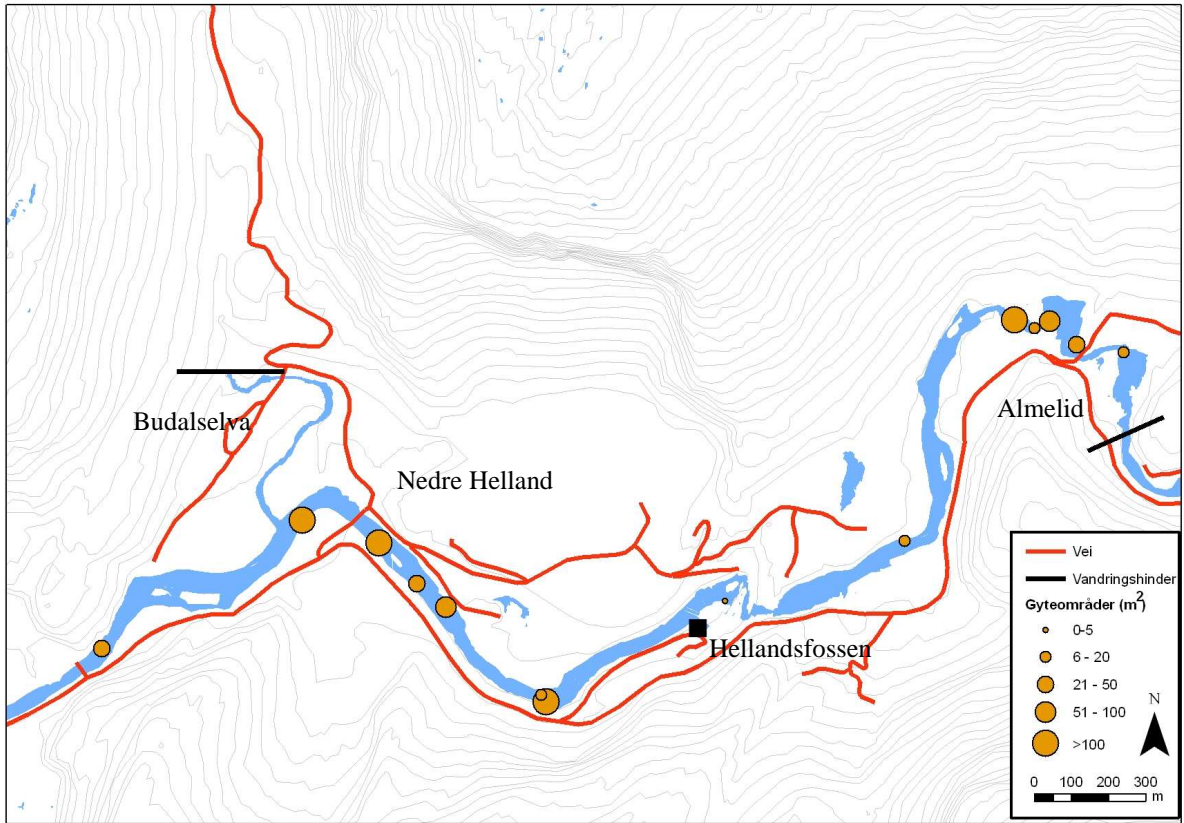 Budalselva
Nedre Helland
Almelid
Hellandsfossen
Vei
Vandringshinder
Gyteområder (m²)
0-5
6 - 20
21 - 50
51 - 100
>100
N
0 100 200 300
m